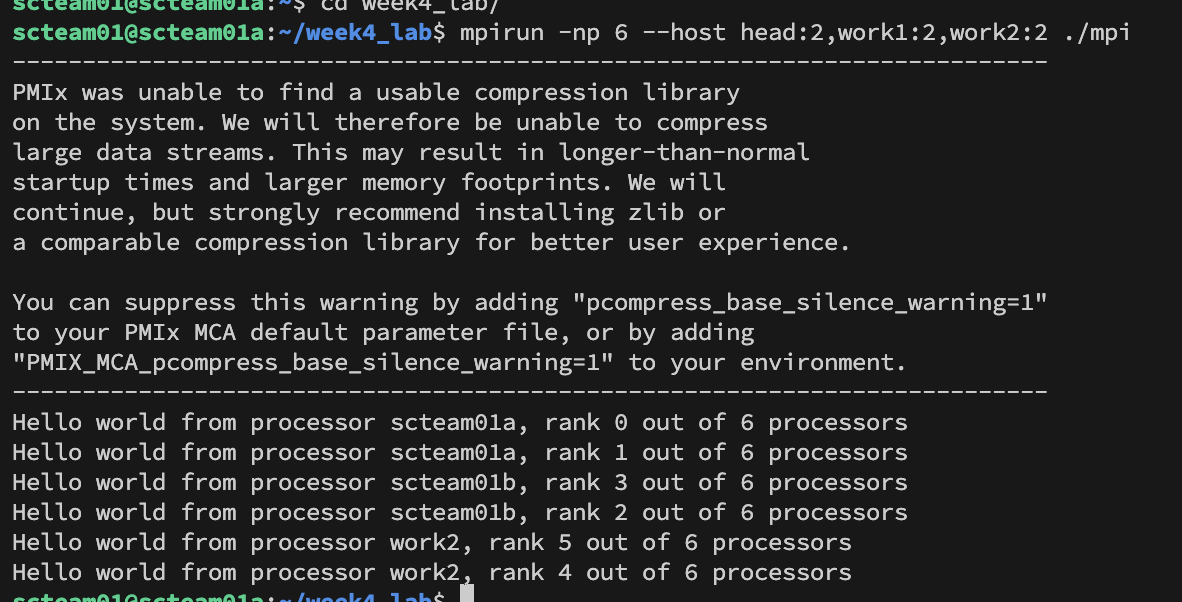 scteam01@scteam01a:~$ cd week4_lab/
scteam01@scteam01a:~/week4_lab$ mpirun -np 6 --host head:2,work1:2,work2:2 ./mpi
--------------------------------------------------------------------------
PMIx was unable to find a usable compression library
on the system. We will therefore be unable to compress
large data streams. This may result in longer-than-normal
startup times and larger memory footprints. We will
continue, but strongly recommend installing zlib or
a comparable compression library for better user experience.
You can suppress this warning by adding "pcompress_base_silence_warning=1"
to your PMIx MCA default parameter file, or by adding
"PMIX_MCA_pcompress_base_silence_warning=1" to your environment.
--------------------------------------------------------------------------
Hello world from processor scteam01a, rank 0 out of 6 processors
Hello world from processor scteam01a, rank 1 out of 6 processors
Hello world from processor scteam01b, rank 3 out of 6 processors
Hello world from processor scteam01b, rank 2 out of 6 processors
Hello world from processor work2, rank 5 out of 6 processors
Hello world from processor work2, rank 4 out of 6 processors
scteam01@scteam01a:~/week4_lab$